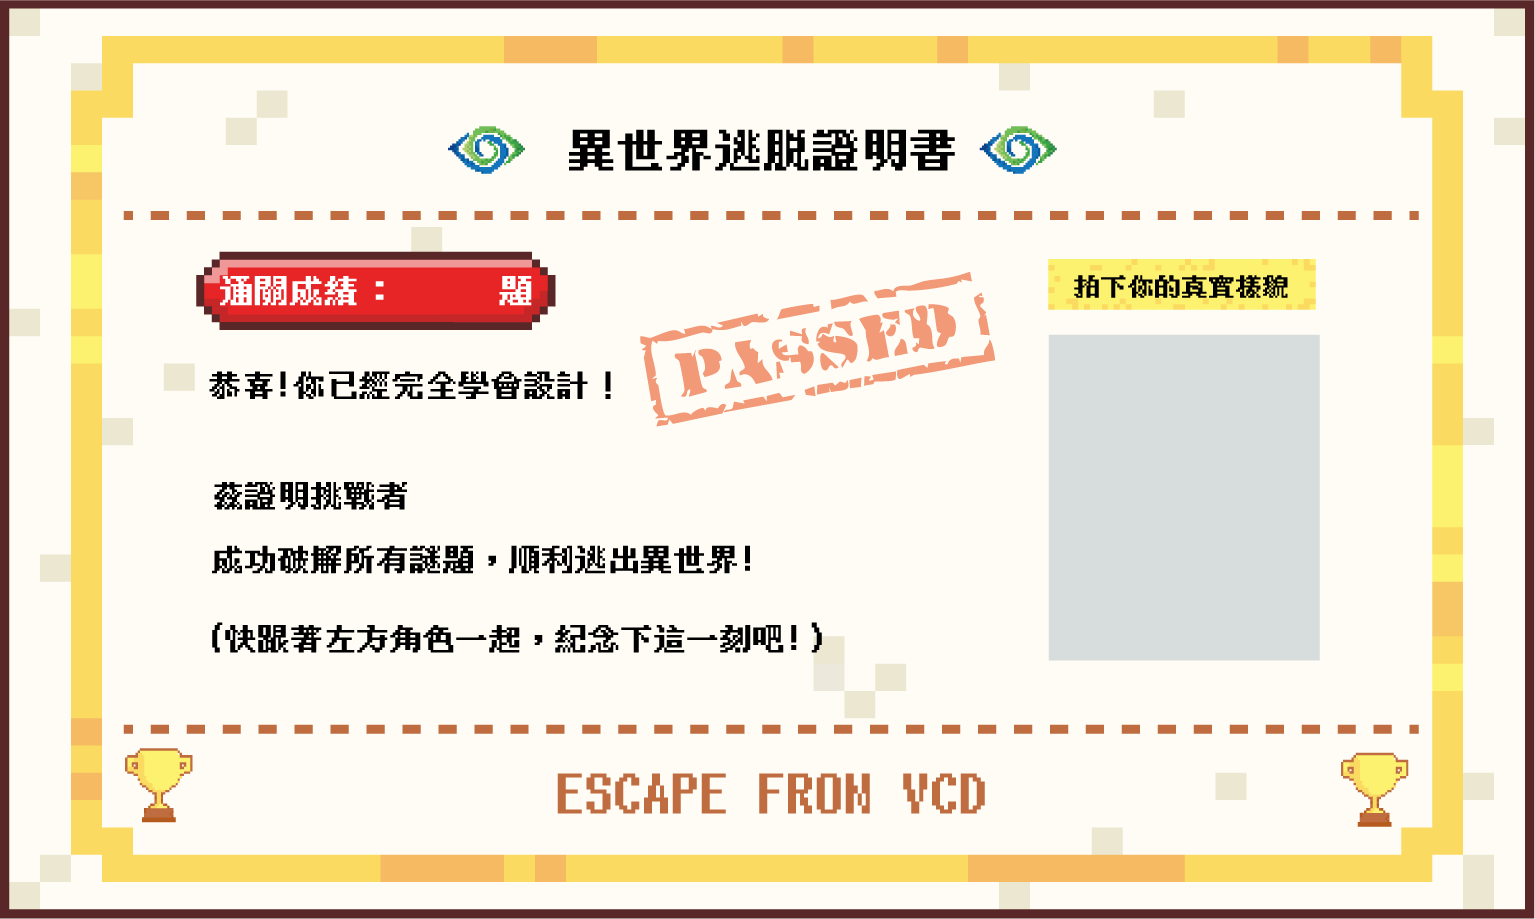 異世界逃脱證明書
通關成績：　　　題
拍下你的真實樣貌
PASSED
恭喜!你已經完全學會設計！
茲證明挑戰者
成功破解所有謎題，順利逃出異世界!
(快跟著左方角色一起，紀念下這一刻吧!)
ESCAPE FROM VCD